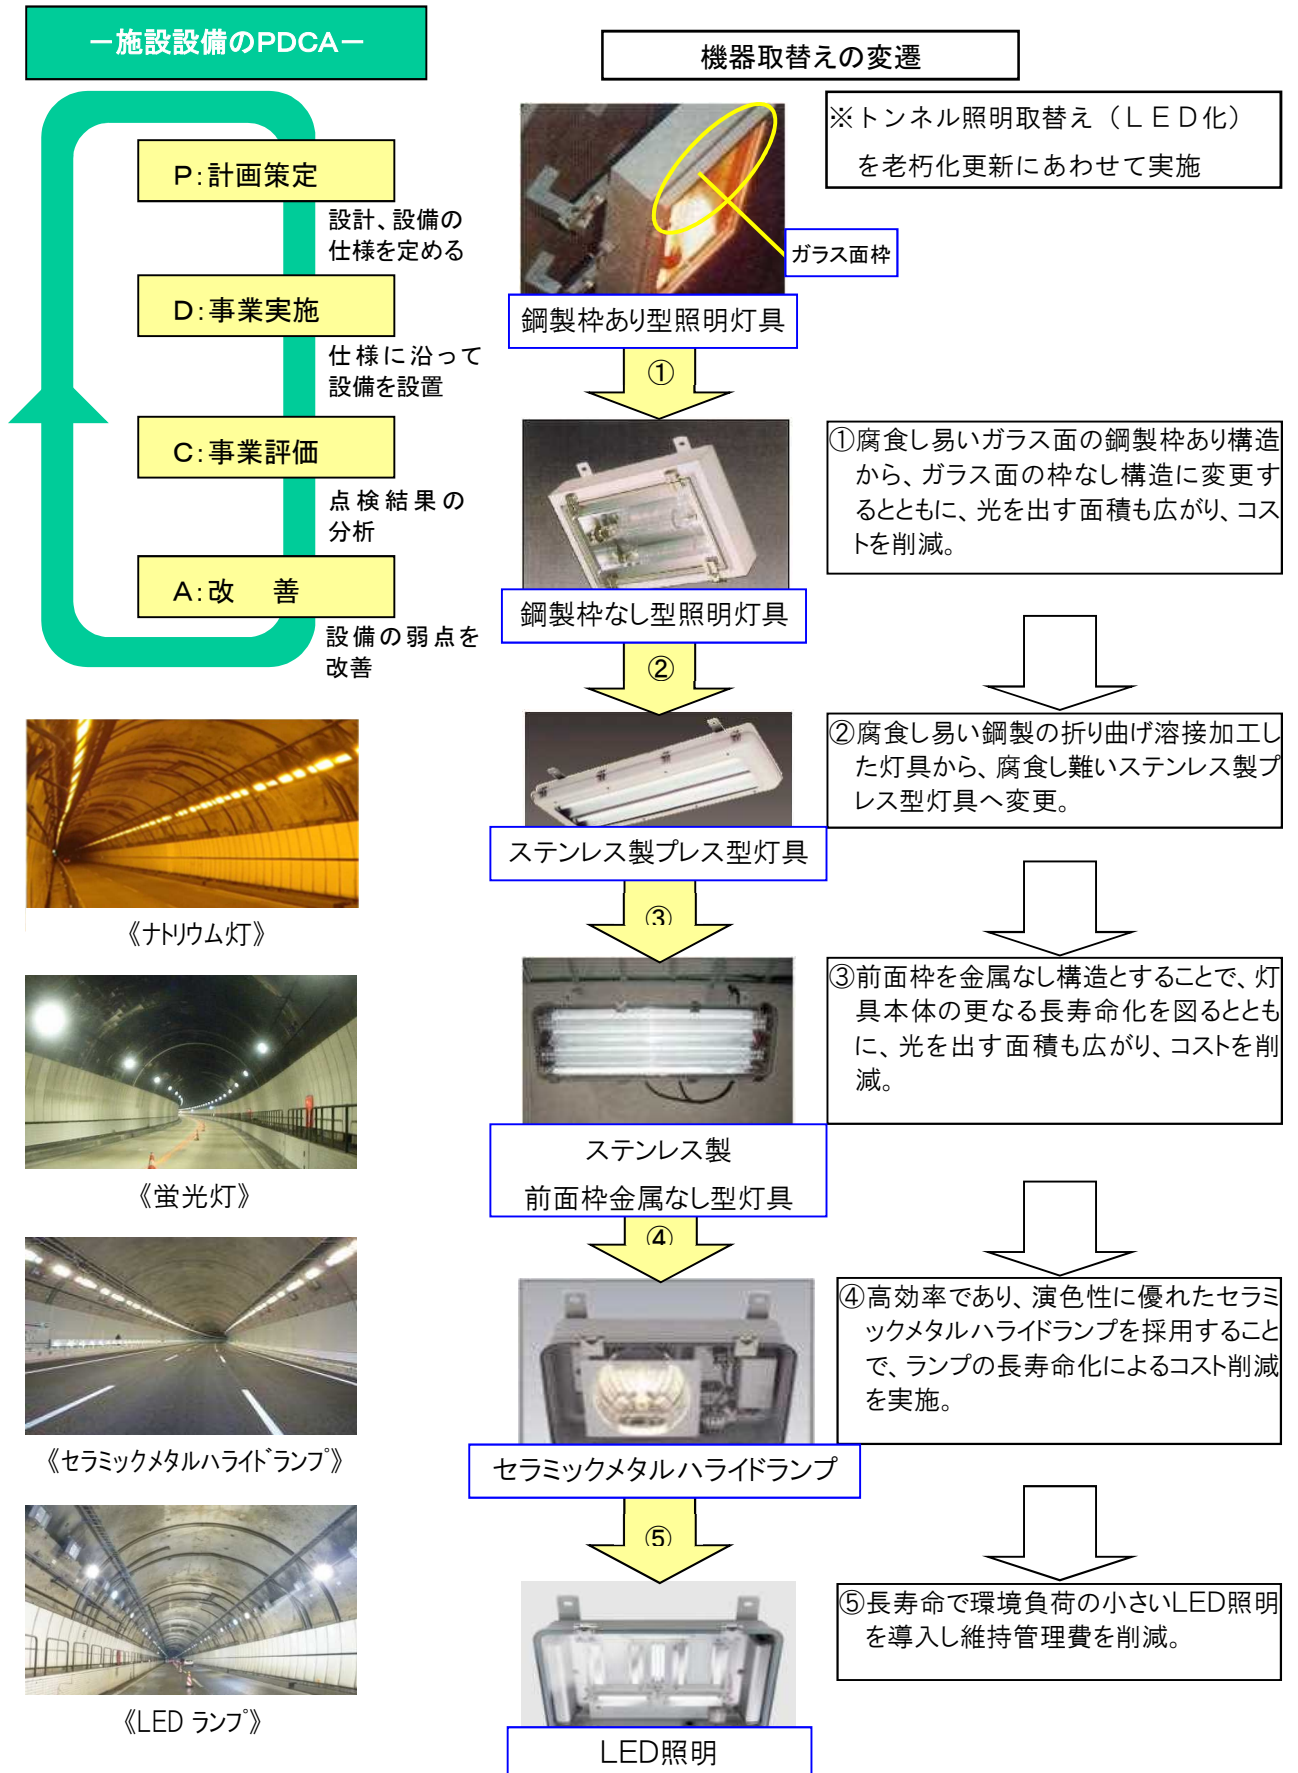 －施設設備のPDCA－
P：計画策定
設計、設備の
仕様を定める
D：事業実施
仕様に沿って
設備を設置
C：事業評価
点検結果の
分析
A：改　善
設備の弱点を
改善
《ナトリウム灯》
《蛍光灯》
《セラミックメタルハライドランプ》
《LED ランプ》
機器取替えの変遷
ガラス面枠
鋼製枠あり型照明灯具
①
鋼製枠なし型照明灯具
②
ステンレス製プレス型灯具
③
ステンレス製
前面枠金属なし型灯具
④
セラミックメタルハライドランプ
⑤
LED照明
※トンネル照明取替え（ＬＥＤ化）
を老朽化更新にあわせて実施
①腐食し易いガラス面の鋼製枠あり構造
から、ガラス面の枠なし構造に変更す
るとともに、光を出す面積も広がり、コス
トを削減。
②腐食し易い鋼製の折り曲げ溶接加工し
た灯具から、腐食し難いステンレス製プ
レス型灯具へ変更。
③前面枠を金属なし構造とすることで、灯
具本体の更なる長寿命化を図るととも
に、光を出す面積も広がり、コストを削
減。
④高効率であり、演色性に優れたセラミ
ックメタルハライドランプを採用すること
で、ランプの長寿命化によるコスト削減
を実施。
⑤長寿命で環境負荷の小さいLED照明
を導入し維持管理費を削減。